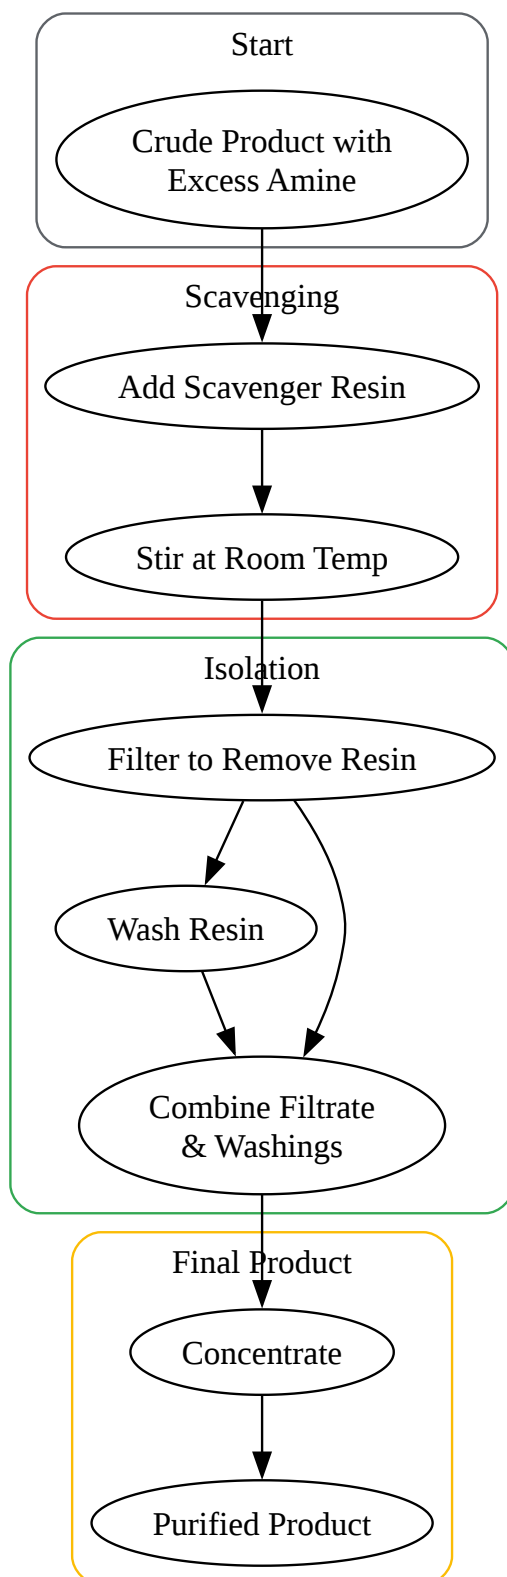 Start
Crude Product with
Excess Amine
Scavenging
Add Scavenger Resin
Stir at Room Temp
Isolation
Filter to Remove Resin
Wash Resin
Combine Filtrate
& Washings
Final Product
Concentrate
Purified Product